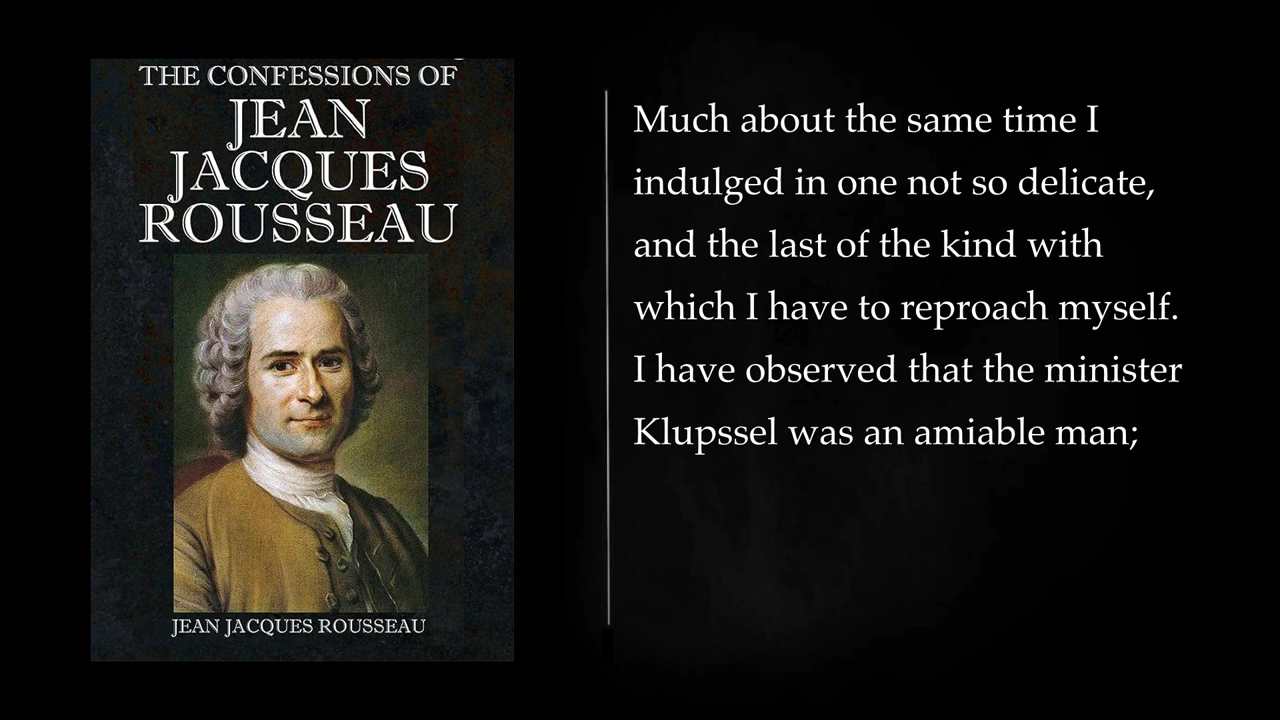 THE CONFESSIONS OF
JEAN
JACQUES
ROUSSEAU
JEAN JACQUES ROUSSEAU
Much about the same time I
indulged in one not so delicate,
and the last of the kind with
which I have to reproach myself.
I have observed that the minister
Klupssel was an amiable man;